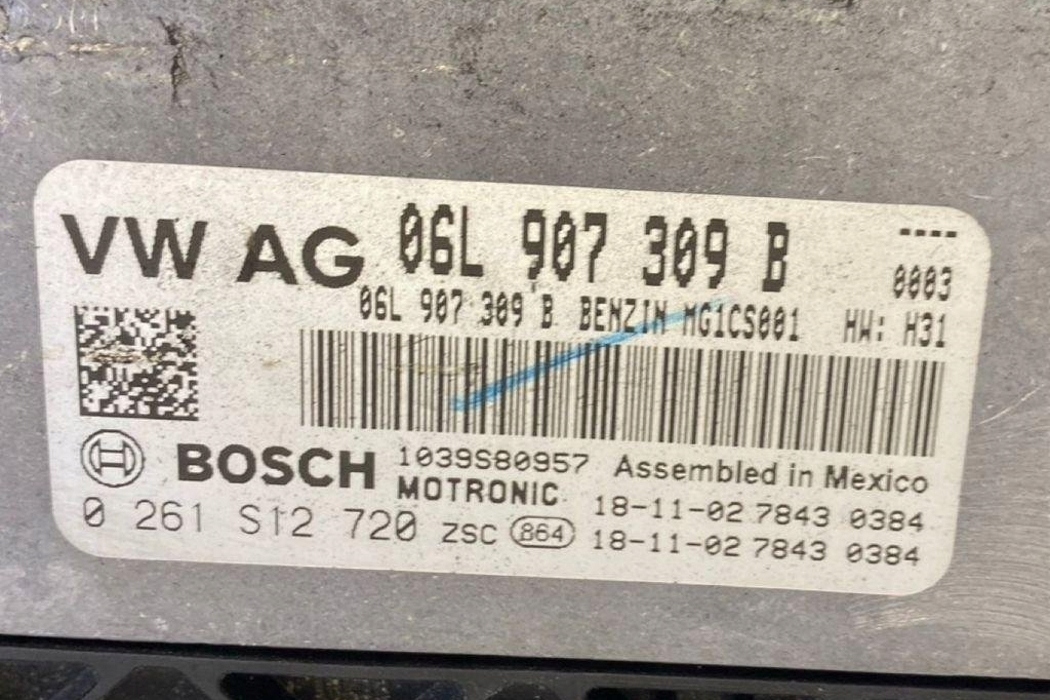 VW AG 06L 907 309 B ----
0003
06L 907 309 B BENZIN MG1CS001 HW: H31
BOSCH 1039S80957 Assembled in Mexico
MOTRONIC 18-11-02 7843 0384
0 261 S12 720 ZSC 864 18-11-02 7843 0384